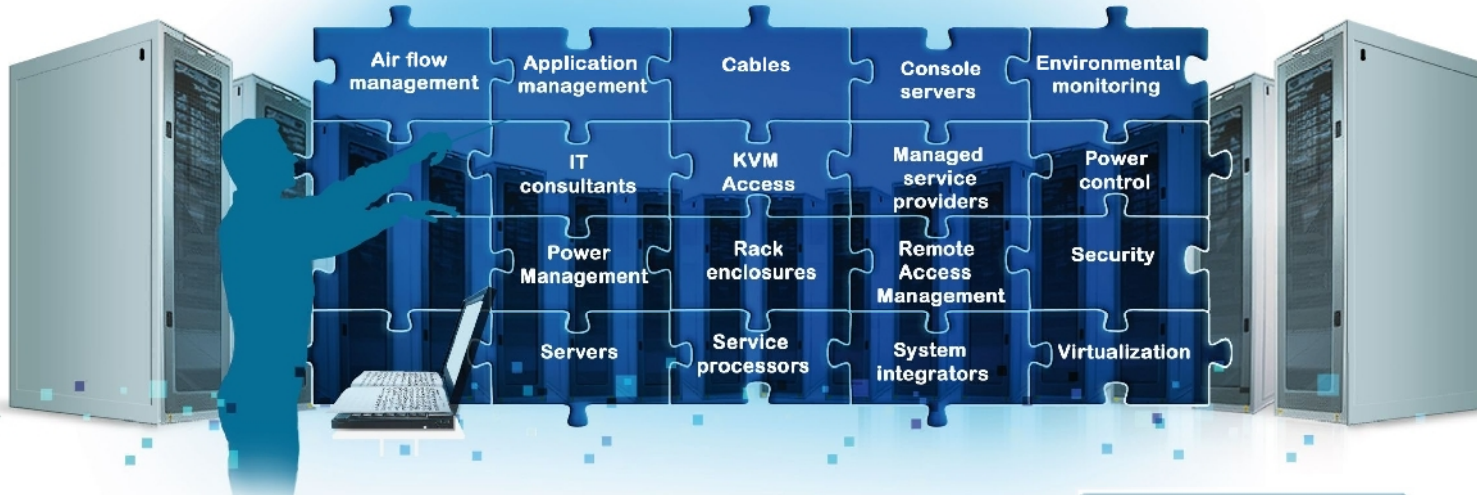 Air flow
management
Application
management
Cables
Console
servers
Environmental
monitoring
IT
consultants
KVM
Access
Managed
service
providers
Power
control
Power
Management
Rack
enclosures
Remote
Access
Management
Security
Servers
Service
processors
System
integrators
Virtualization